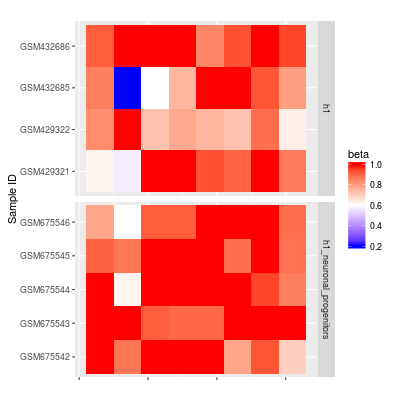 GSM432686
GSM432685
GSM429322
GSM429321
h1
GSM675546
GSM675545
GSM675544
GSM675543
GSM675542
h1_neuronal_progenitors
Sample ID
beta
1.0
0.8
0.6
0.4
0.2